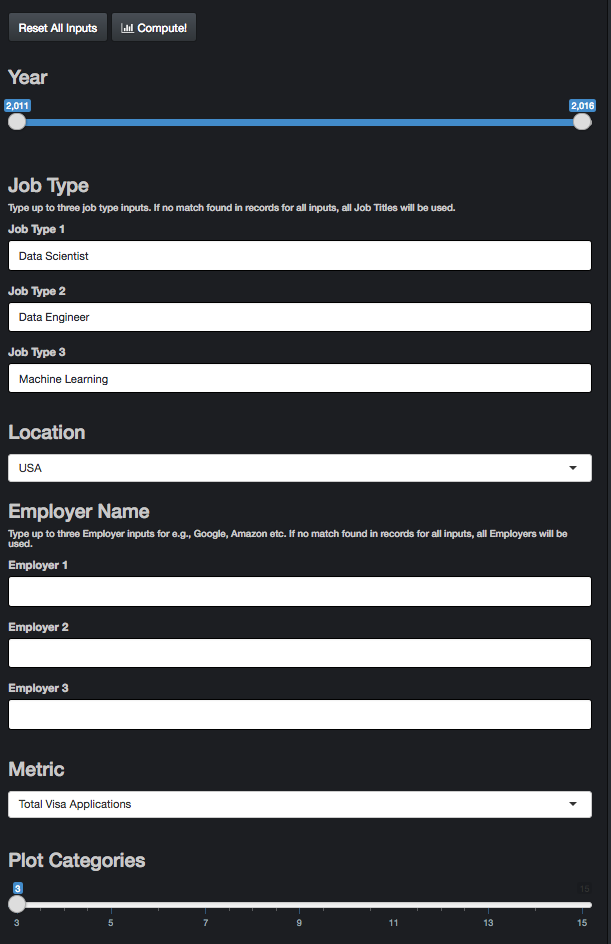 Reset All Inputs Compute!
Year
2,011 2,016
Job Type
Type up to three job type inputs. If no match found in records for all inputs, all Job Titles will be used.
Job Type 1
Data Scientist
Job Type 2
Data Engineer
Job Type 3
Machine Learning
Location
USA
Employer Name
Type up to three Employer inputs for e.g., Google, Amazon etc. If no match found in records for all inputs, all Employers will be
used.
Employer 1
Employer 2
Employer 3
Metric
Total Visa Applications
Plot Categories
3 15
3 5 7 9 11 13 15